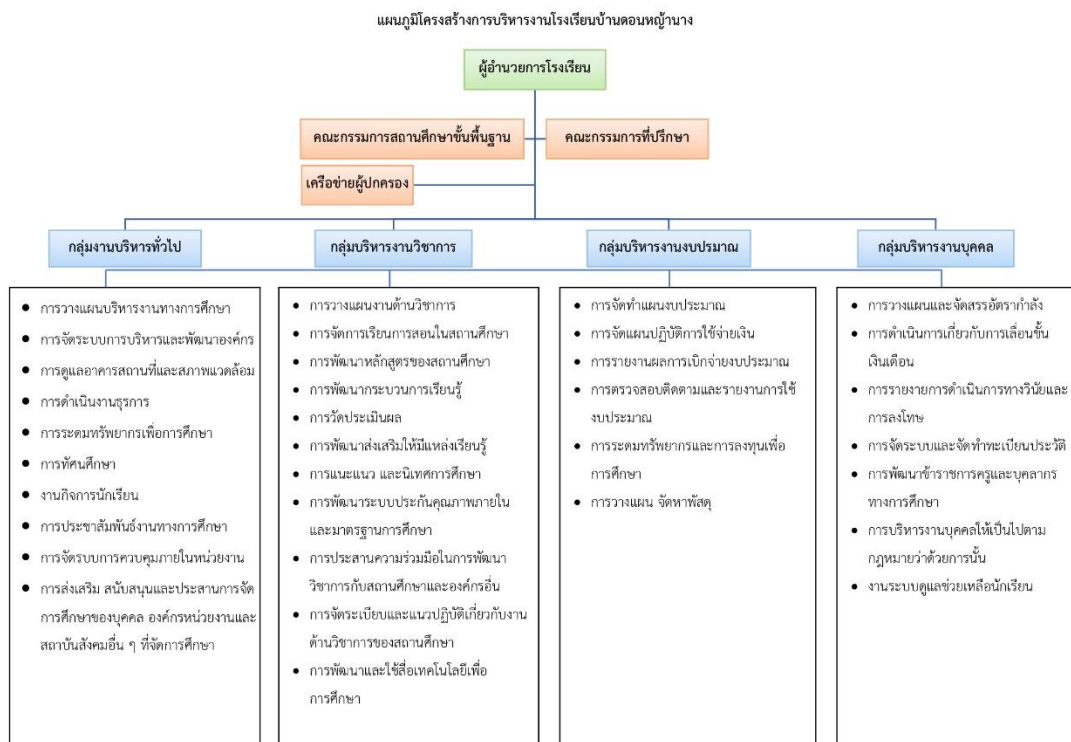 แผนภูมิโครงสร้างการบริหารงานโรงเรียนบ้านดอนหญ้านาง
ผู้อำนวยการโรงเรียน
คณะกรรมการสถานศึกษาขั้นพื้นฐาน
คณะกรรมการที่ปรึกษา
เครือข่ายผู้ปกครอง
กลุ่มงานบริหารทั่วไป
กลุ่มบริหารงานวิชาการ
กลุ่มบริหารงานงบปรมาณ
กลุ่มบริหารงานบุคคล
• การวางแผนบริหารงานทางการศึกษา
• การจัดระบบการบริหารและพัฒนาองค์กร
• การดูแลอาคารสถานที่และสภาพแวดล้อม
• การดำเนินงานธุรการ
• การระดมทรัพยากรเพื่อการศึกษา
• การทัศนศึกษา
• งานกิจการนักเรียน
• การประชาสัมพันธ์งานทางการศึกษา
• การจัดรบบการควบคุมภายในหน่วยงาน
• การส่งเสริม สนับสนุนและประสานการจัด
การศึกษาของบุคคล องค์กรหน่วยงานและ
สถาบันสังคมอื่น ๆ ที่จัดการศึกษา
• การวางแผนงานด้านวิชาการ
• การจัดการเรียนการสอนในสถานศึกษา
• การพัฒนาหลักสูตรของสถานศึกษา
• การพัฒนากระบวนการเรียนรู้
• การวัดประเมินผล
• การพัฒนาส่งเสริมให้มีแหล่งเรียนรู้
• การแนะแนว และนิเทศการศึกษา
• การพัฒนาระบบประกันคุณภาพภายใน
และมาตรฐานการศึกษา
• การประสานความร่วมมือในการพัฒนา
วิชาการกับสถานศึกษาและองค์กรอื่น
• การจัดระเบียบและแนวปฏิบัติเกี่ยวกับงาน
ด้านวิชาการของสถานศึกษา
• การพัฒนาและใช้สื่อเทคโนโลยีเพื่อ
การศึกษา
• การจัดทำแผนงบประมาณ
• การจัดแผนปฏิบัติการใช้จ่ายเงิน
• การรายงานผลการเบิกจ่ายงบประมาณ
• การตรวจสอบติดตามและรายงานการใช้
งบประมาณ
• การระดมทรัพยากรและการลงทุนเพื่อ
การศึกษา
• การวางแผน จัดหาพัสดุ
• การวางแผนและจัดสรรอัตรากำลัง
• การดำเนินการเกี่ยวกับการเลื่อนขั้น
เงินเดือน
• การรายงายการดำเนินการทางวินัยและ
การลงโทษ
• การจัดระบบและจัดทำทะเบียนประวัติ
• การพัฒนาข้าราชการครูและบุคลากร
ทางการศึกษา
• การบริหารงานบุคคลให้เป็นไปตาม
กฎหมายว่าด้วยการนั้น
• งานระบบดูแลช่วยเหลือนักเรียน